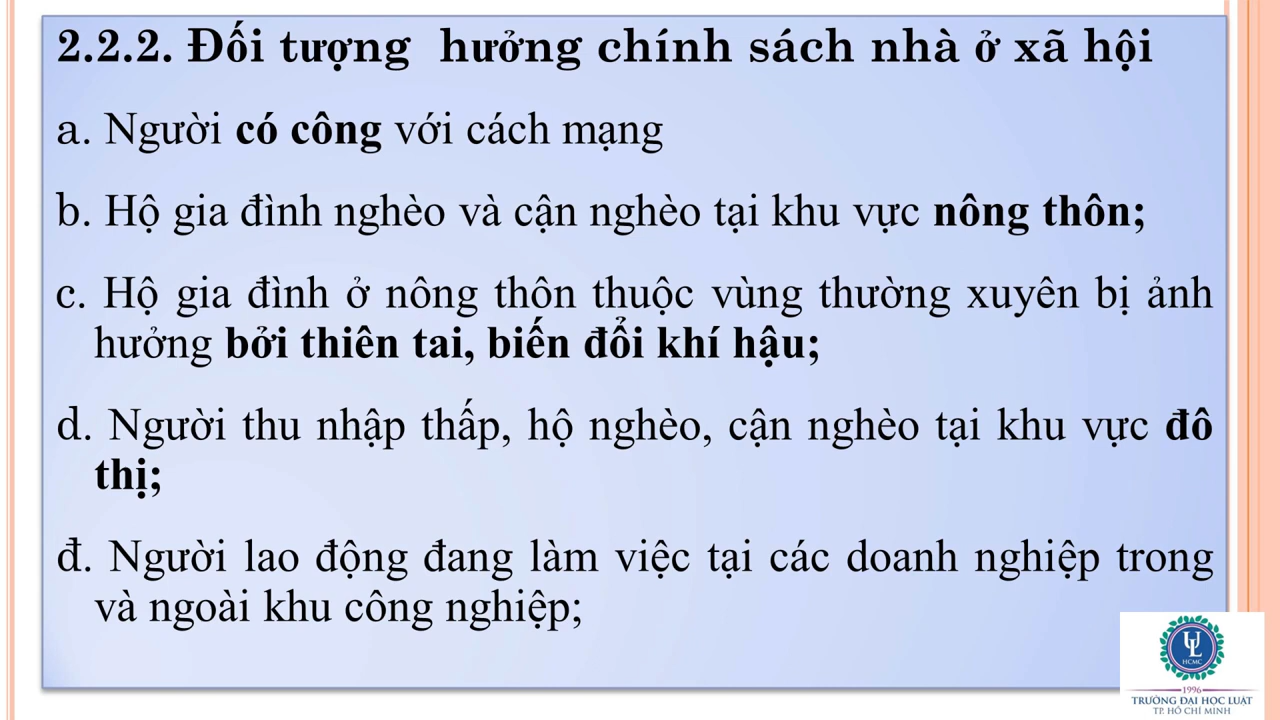 2.2.2. Đối tượng hưởng chính sách nhà ở xã hội
a. Người có công với cách mạng
b. Hộ gia đình nghèo và cận nghèo tại khu vực nông thôn;
c. Hộ gia đình ở nông thôn thuộc vùng thường xuyên bị ảnh
hưởng bởi thiên tai, biến đổi khí hậu;
d. Người thu nhập thấp, hộ nghèo, cận nghèo tại khu vực đô
thị;
đ. Người lao động đang làm việc tại các doanh nghiệp trong
và ngoài khu công nghiệp;
UL
HCMC
1996
TRƯỜNG ĐẠI HỌC LUẬT
TP. HỒ CHÍ MINH